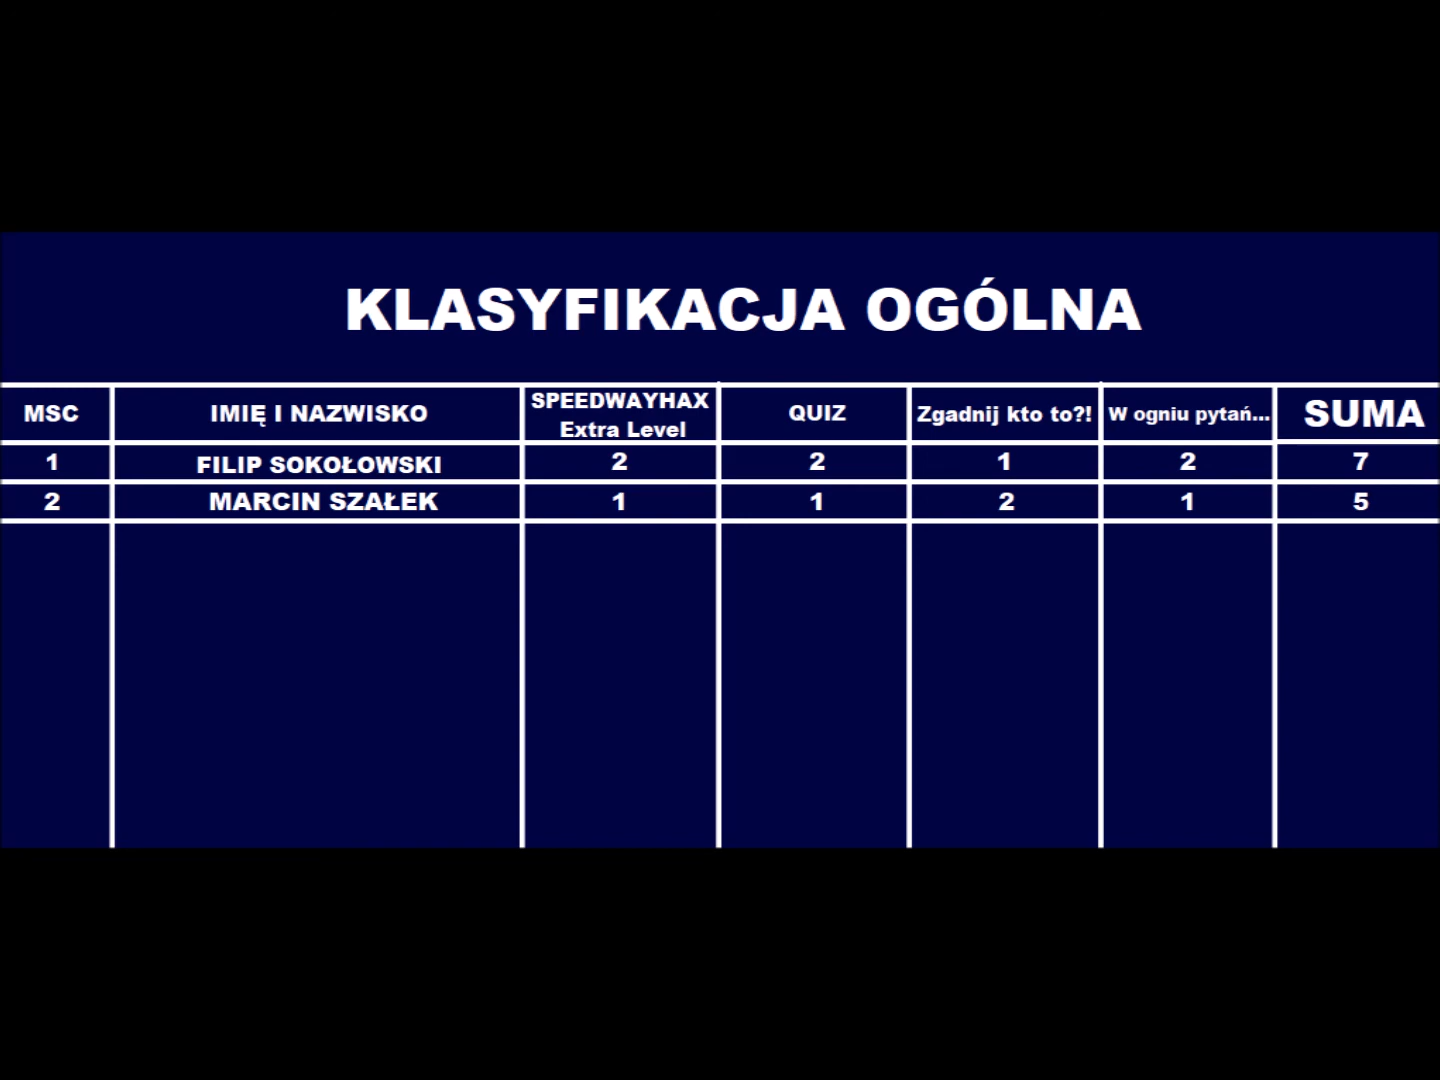 KLASYFIKACJA OGÓLNA
MSC IMIĘ I NAZWISKO SPEEDWAYHAX Extra Level QUIZ Zgadnij kto to?! W ogniu pytań... SUMA
1 FILIP SOKOŁOWSKI 2 2 1 2 7
2 MARCIN SZAŁEK 1 1 2 1 5